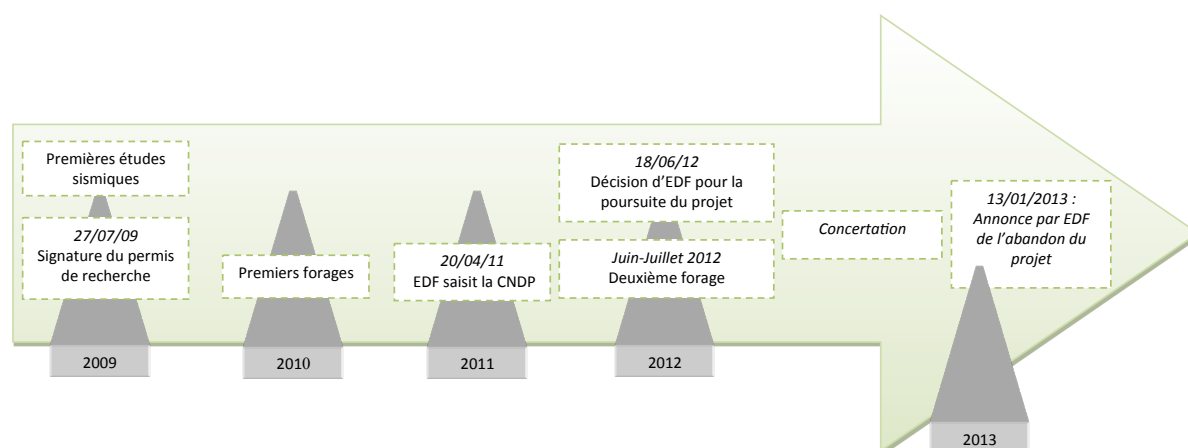 Premières études
sismiques
27/07/09
Signature du permis
de recherche
2009
Premiers forages
2010
20/04/11
EDF saisit la CNDP
2011
18/06/12
Décision d’EDF pour la
poursuite du projet
Juin-Juillet 2012
Deuxième forage
2012
Concertation
13/01/2013 :
Annonce par EDF
de l’abandon du
projet
2013